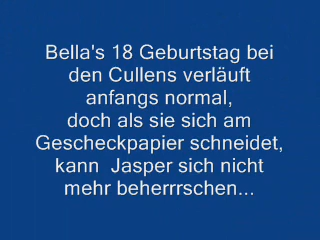 Bella's 18 Geburtstag bei
den Cullens verläuft
anfangs normal,
doch als sie sich am
Gescheckpapier schneidet,
kann  Jasper sich nicht
mehr beherrrschen...